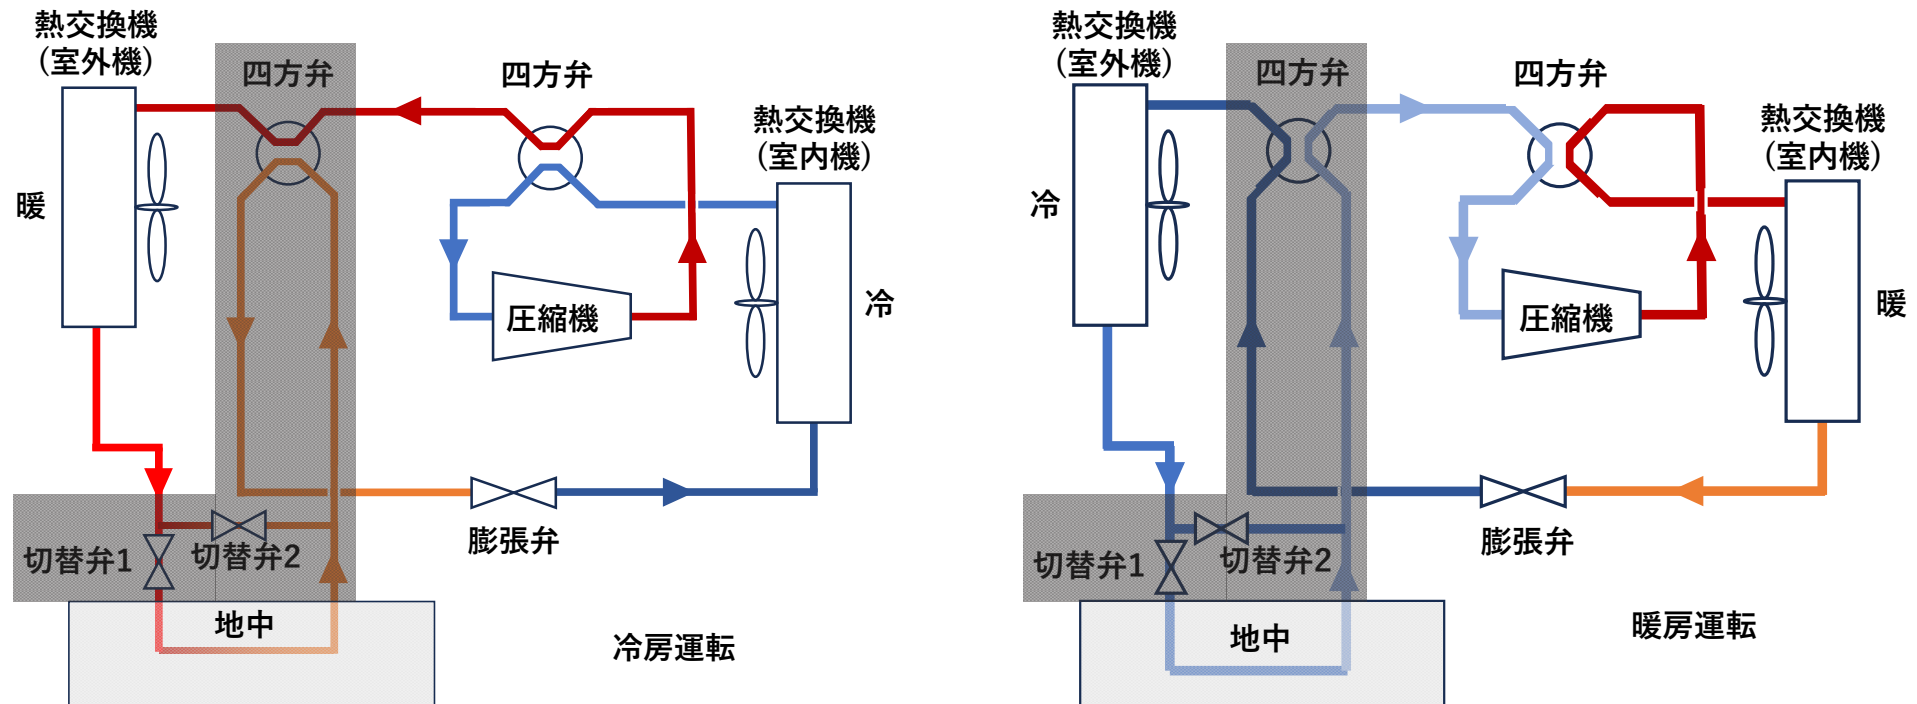 熱交換機
(室外機)
四方弁
四方弁
熱交換機
(室内機)
暖
冷
圧縮機
膨張弁
切替弁1
切替弁2
地中
冷房運転
熱交換機
(室外機)
四方弁
四方弁
熱交換機
(室内機)
冷
暖
圧縮機
膨張弁
切替弁1
切替弁2
地中
暖房運転